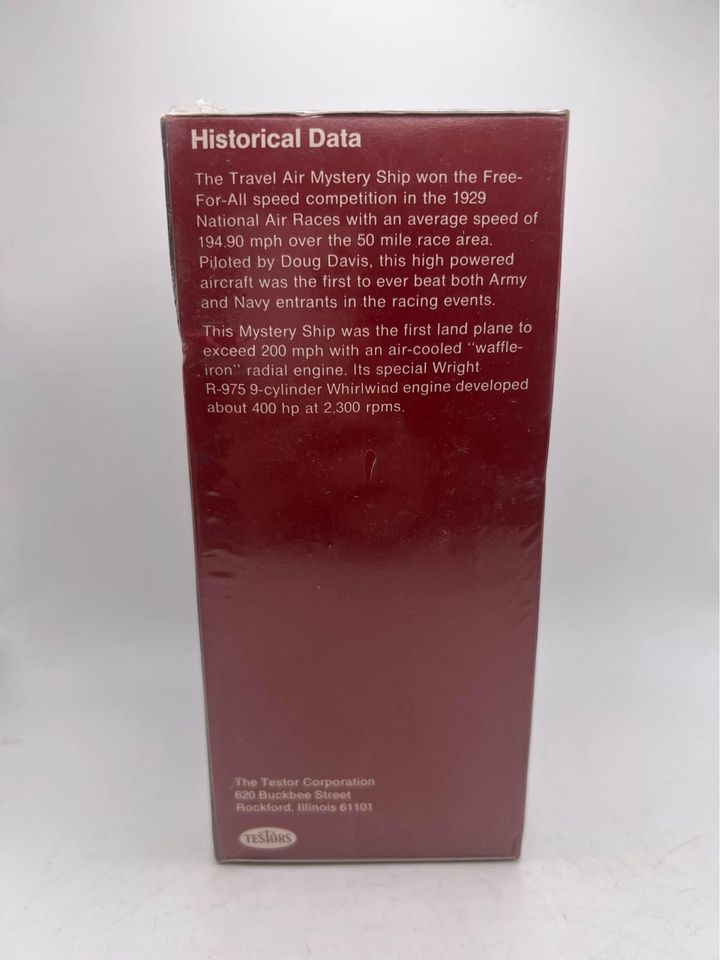 Historical Data
The Travel Air Mystery Ship won the Free-
For-All speed competition in the 1929
National Air Races with an average speed of
194.90 mph over the 50 mile race area.
Piloted by Doug Davis, this high powered
aircraft was the first to ever beat both Army
and Navy entrants in the racing events.
This Mystery Ship was the first land plane to
exceed 200 mph with an air-cooled "waffle-
iron" radial engine. Its special Wright
R-975 9-cylinder Whirlwind engine developed
about 400 hp at 2,300 rpms.
The Testor Corporation
620 Buckbee Street
Rockford, Illinois 61101
TESTORS